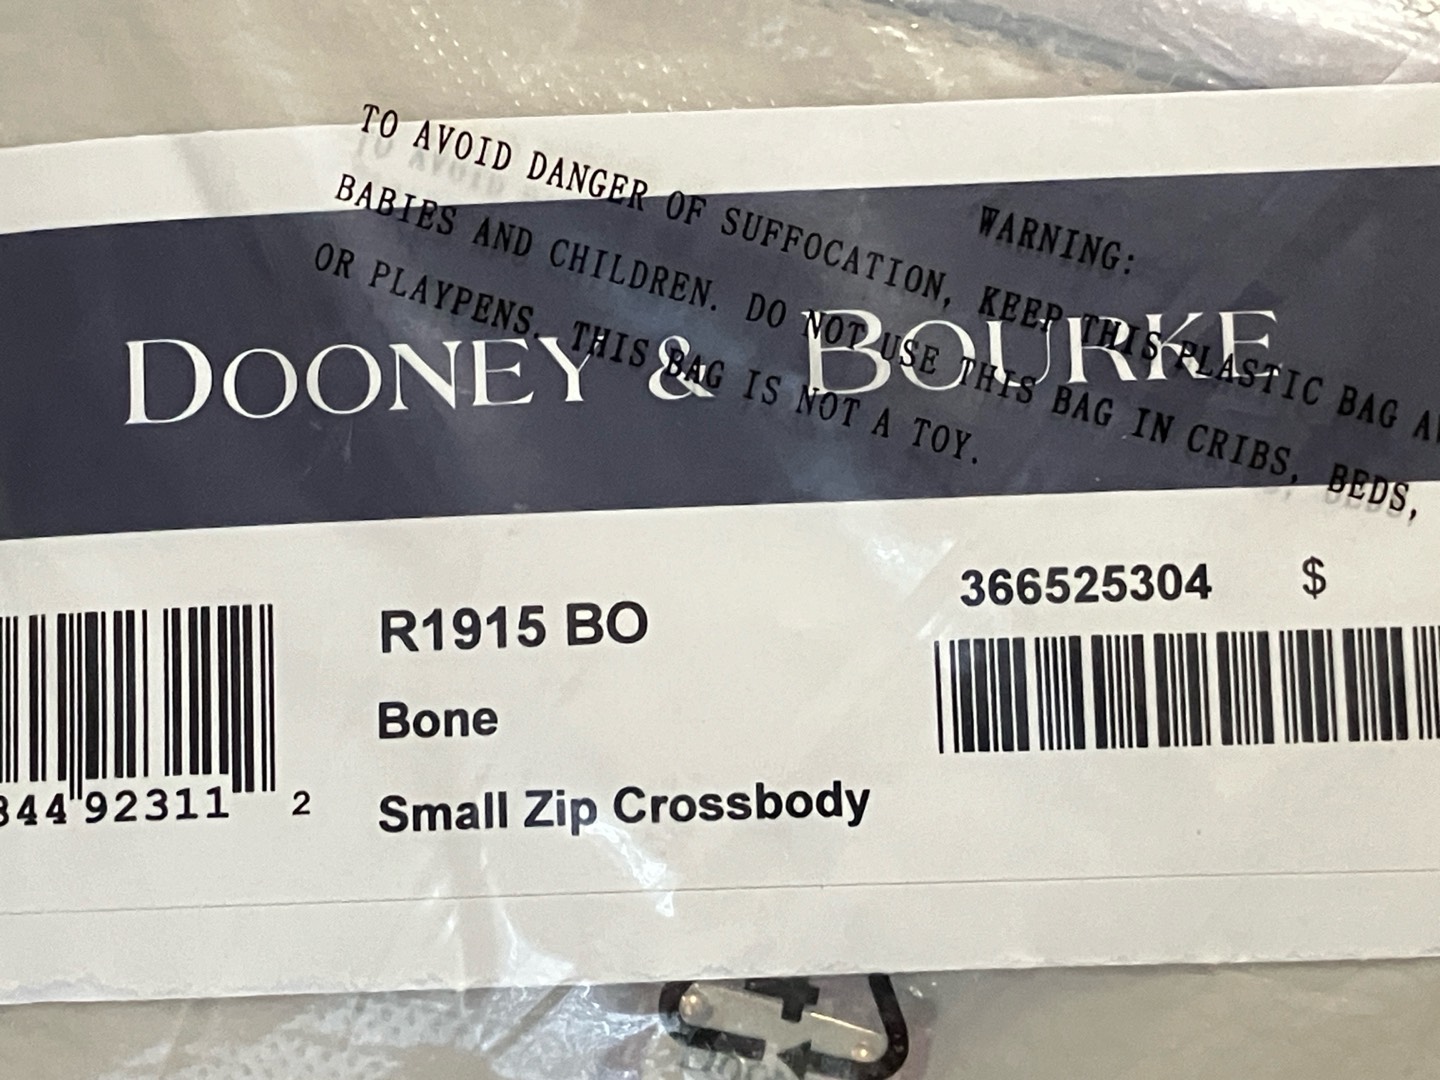 WARNING:
TO AVOID DANGER OF SUFFOCATION, KEEP THIS PLASTIC BAG
BABIES AND CHILDREN. DO NOT USE THIS BAG IN CRIBS, BEDS,
OR PLAYPENS. THIS BAG IS NOT A TOY.
DOONEY & BOURKE
366525304 $
R1915 BO
Bone
Small Zip Crossbody
344 92311 2